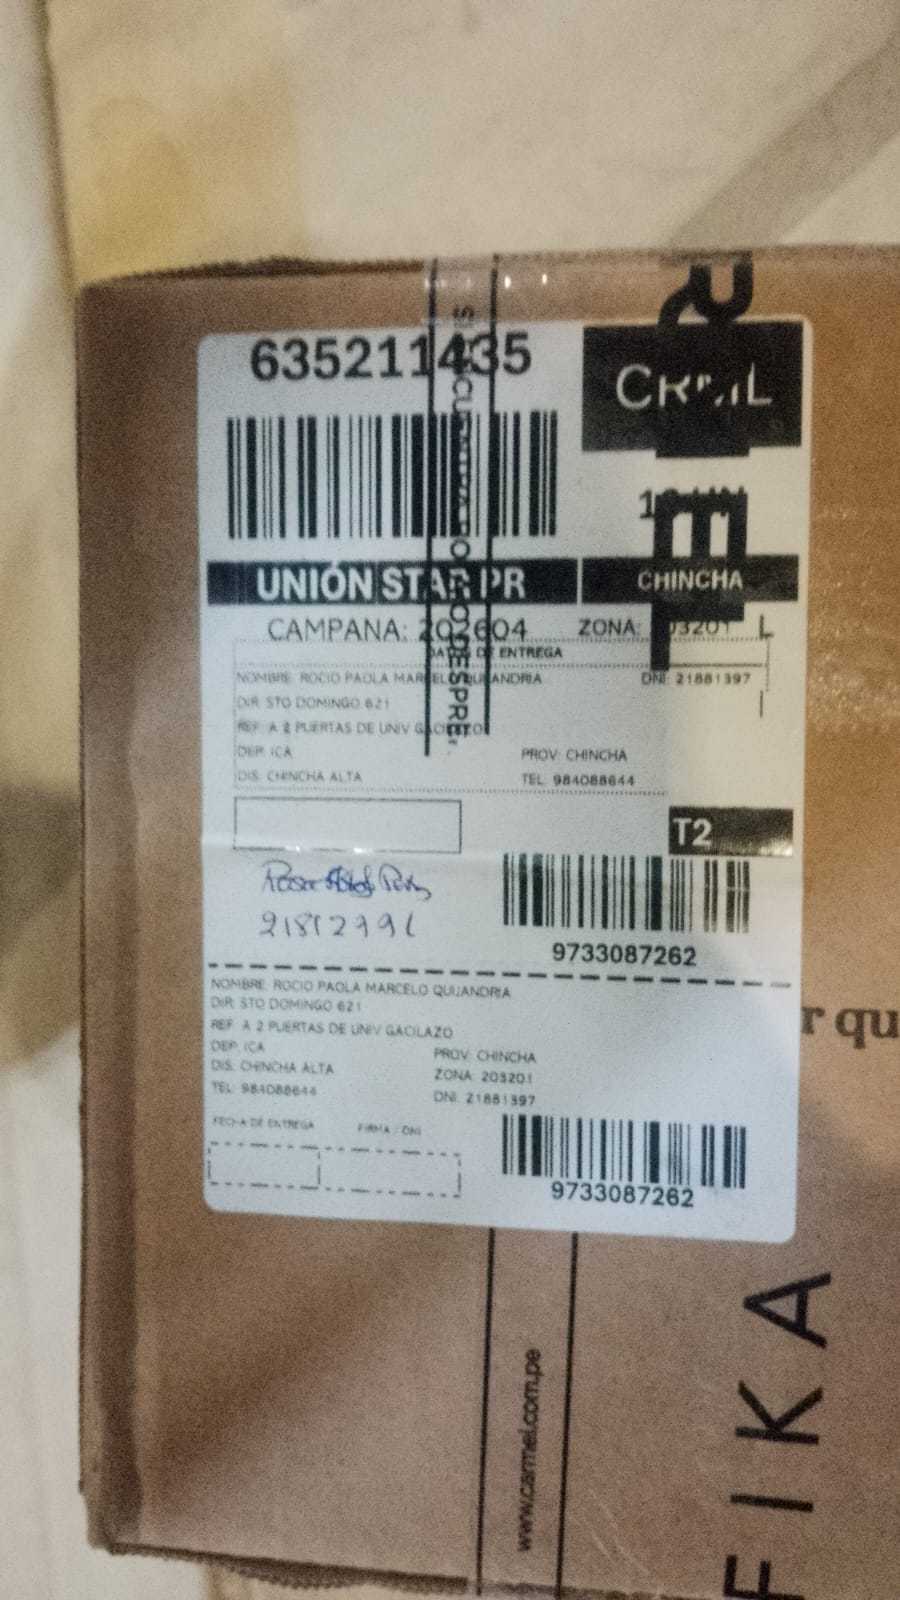 635211435
CRML
UNIÓN STAR PR
CHINCHA
CAMPANA: 202604 ZONA: 203201 L
DATOS DE ENTREGA
NOMBRE: ROCIO PAOLA MARCELO QUIJANDRIA DNI: 21881397
DIR: STO DOMINGO 621
REF: A 2 PUERTAS DE UNIV GACILAZO
DEP: ICA PROV: CHINCHA
DIS: CHINCHA ALTA TEL: 984088644
T2
9733087262
NOMBRE: ROCIO PAOLA MARCELO QUIJANDRIA
DIR: STO DOMINGO 621
REF: A 2 PUERTAS DE UNIV GACILAZO
DEP: ICA PROV: CHINCHA
DIS: CHINCHA ALTA ZONA: 203201
TEL: 984088644 DNI: 21881397
FECHA DE ENTREGA FIRMA / DNI
9733087262
r qu
www.carmel.com.pe
FIKA